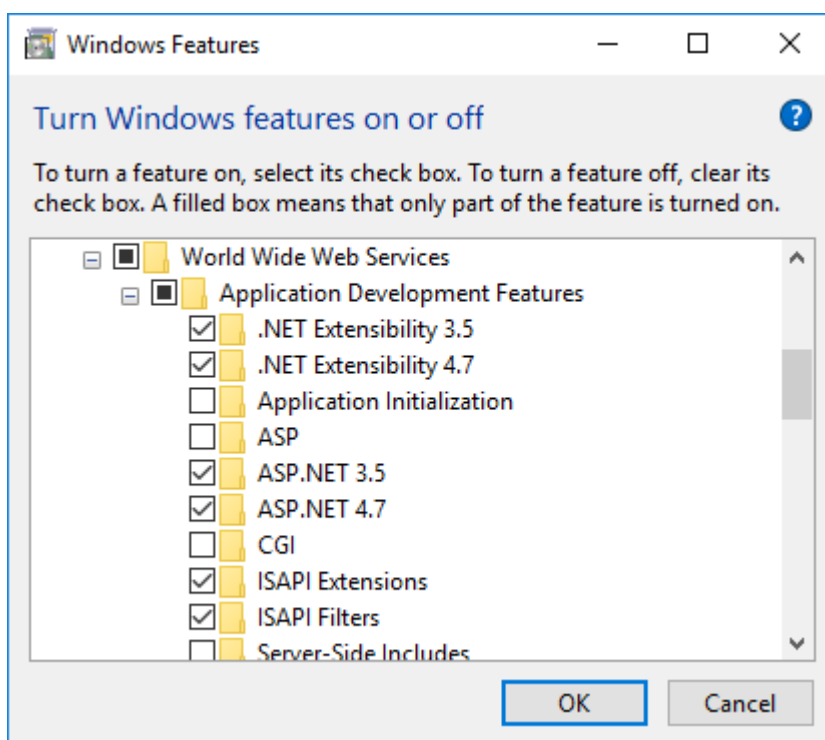 Windows Features
Turn Windows features on or off
?
To turn a feature on, select its check box. To turn a feature off, clear its
check box. A filled box means that only part of the feature is turned on.
World Wide Web Services
Application Development Features
.NET Extensibility 3.5
.NET Extensibility 4.7
Application Initialization
ASP
ASP.NET 3.5
ASP.NET 4.7
CGI
ISAPI Extensions
ISAPI Filters
Server-Side Includes
OK
Cancel